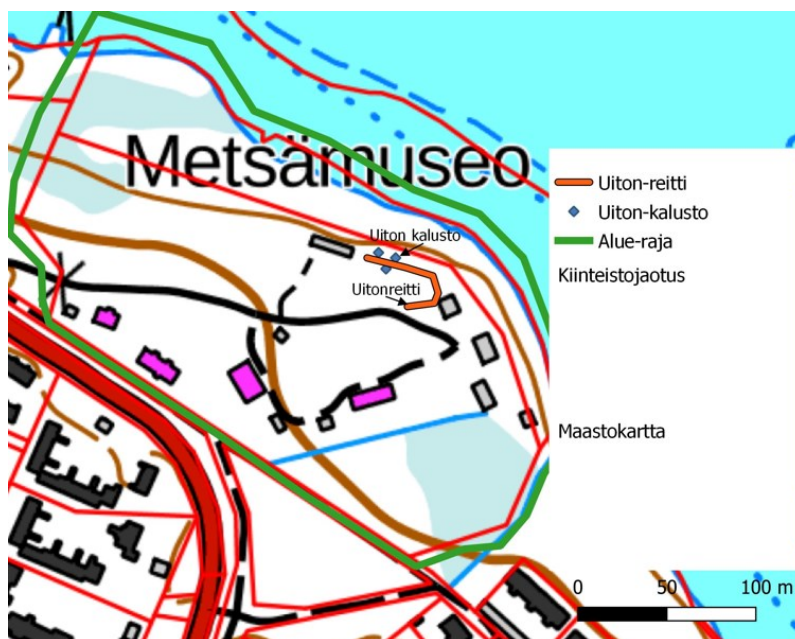 Metsämuseo
Uiton kalusto
Uitonreitti
Uiton-reitti
Uiton-kalusto
Alue-raja
Kiinteistojaotus
Maastokartta
0 50 100 m